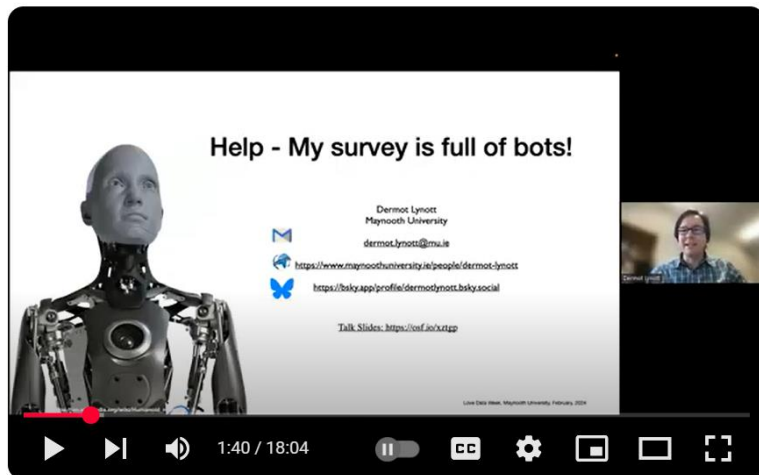 Help - My survey is full of bots!
Dermot Lynott
Maynooth University
dermot.lynott@mu.ie
https://www.maynoothuniversity.ie/people/dermot-lynott
https://bsky.app/profile/dermotlynott.bsky.social
Talk Slides: https://osf.io/xztgp
Love Data Week, Maynooth University, February, 2024
Dermot Lynott
1:40 / 18:04
CC